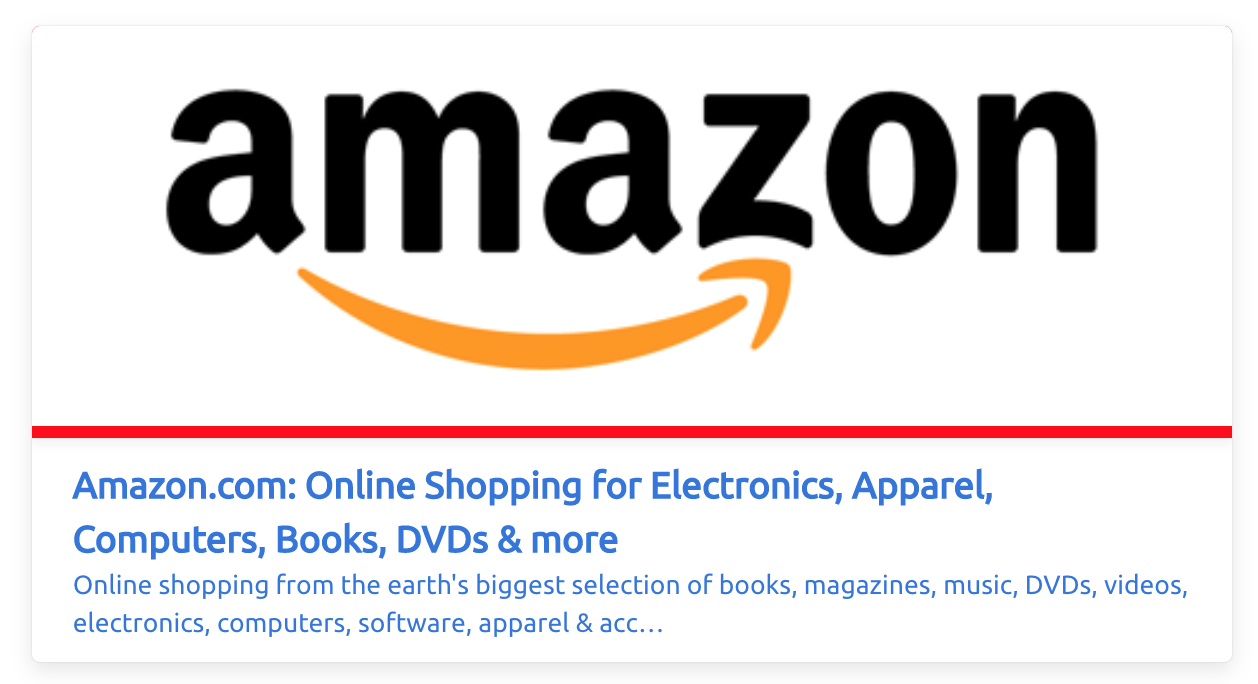 amazon
Amazon.com: Online Shopping for Electronics, Apparel,
Computers, Books, DVDs & more
Online shopping from the earth's biggest selection of books, magazines, music, DVDs, videos,
electronics, computers, software, apparel & acc…